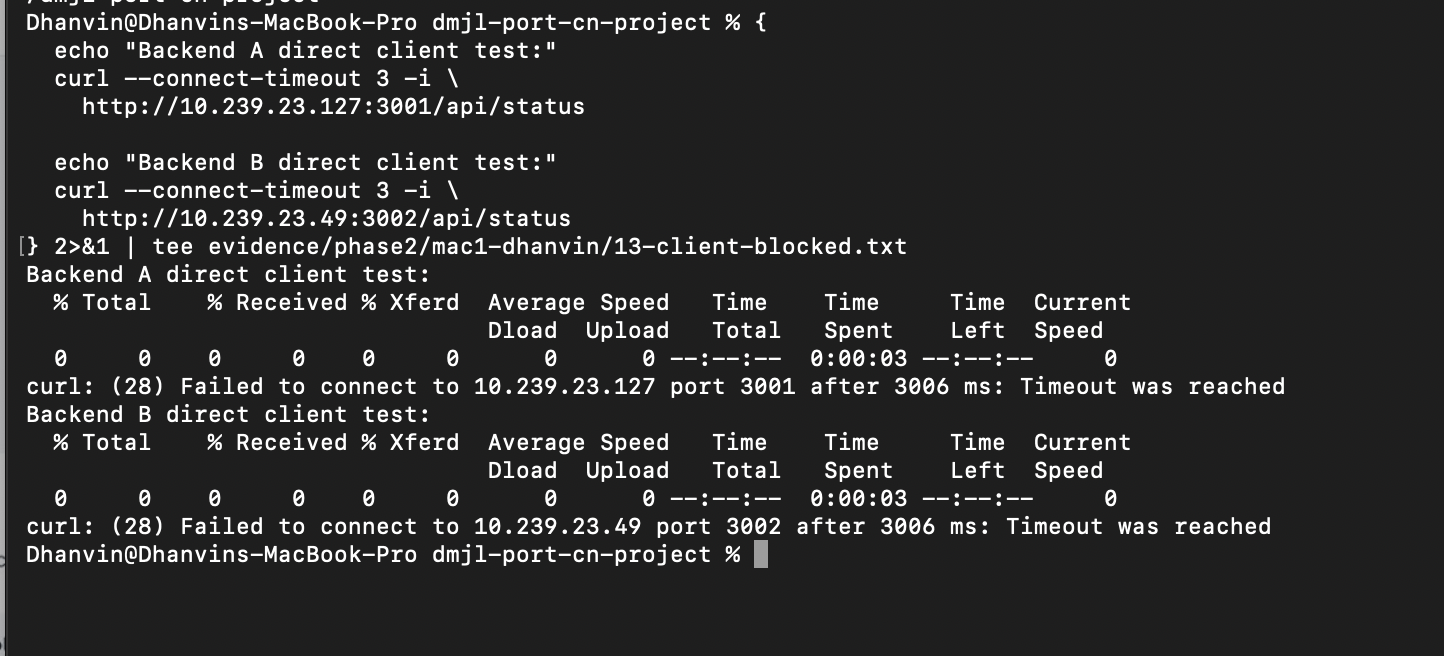 Dhanvin@Dhanvins-MacBook-Pro dmjl-port-cn-project % {
  echo "Backend A direct client test:"
  curl --connect-timeout 3 -i \
    http://10.239.23.127:3001/api/status

  echo "Backend B direct client test:"
  curl --connect-timeout 3 -i \
    http://10.239.23.49:3002/api/status
[} 2>&1 | tee evidence/phase2/mac1-dhanvin/13-client-blocked.txt
Backend A direct client test:
  % Total    % Received % Xferd  Average Speed   Time    Time     Time  Current
                                 Dload  Upload   Total   Spent    Left  Speed
  0     0    0     0    0     0      0      0 --:--:--  0:00:03 --:--:--     0
curl: (28) Failed to connect to 10.239.23.127 port 3001 after 3006 ms: Timeout was reached
Backend B direct client test:
  % Total    % Received % Xferd  Average Speed   Time    Time     Time  Current
                                 Dload  Upload   Total   Spent    Left  Speed
  0     0    0     0    0     0      0      0 --:--:--  0:00:03 --:--:--     0
curl: (28) Failed to connect to 10.239.23.49 port 3002 after 3006 ms: Timeout was reached
Dhanvin@Dhanvins-MacBook-Pro dmjl-port-cn-project %